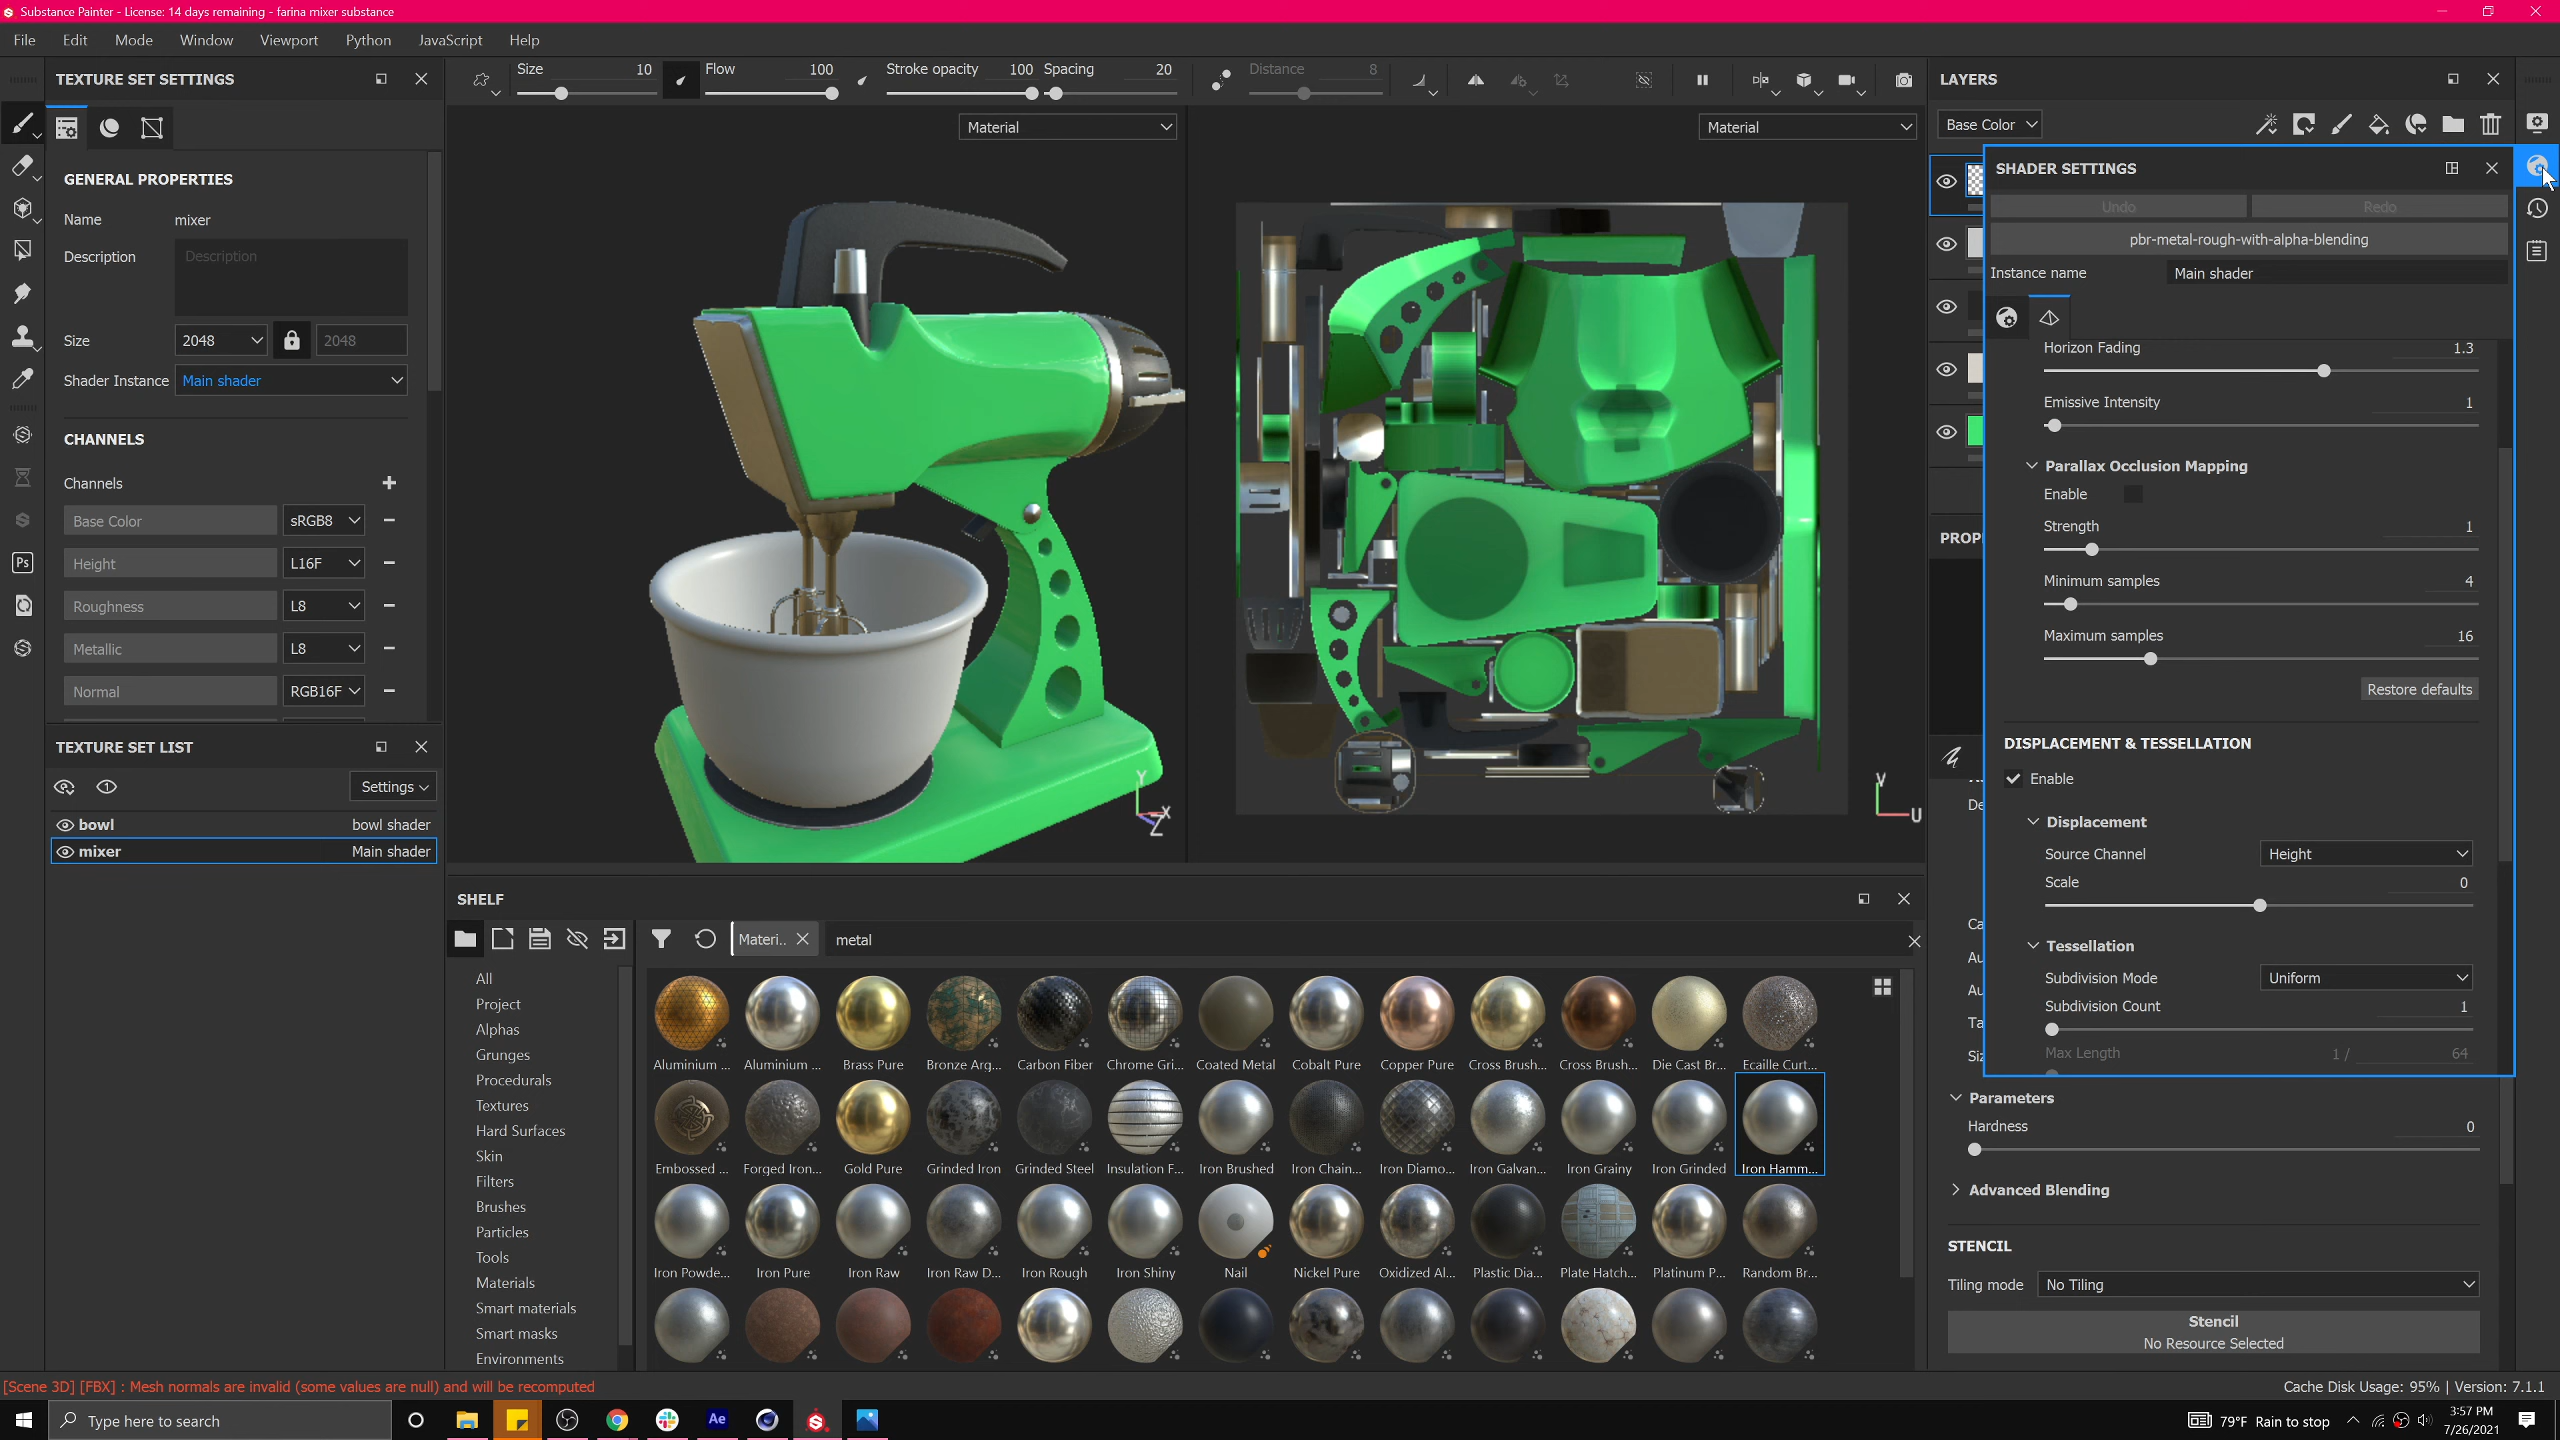 Substance Painter - License: 14 days remaining - farina mixer substance
File Edit Mode Window Viewport Python JavaScript Help
TEXTURE SET SETTINGS
GENERAL PROPERTIES
Name mixer
Description Description
Size 2048 2048
Shader Instance Main shader
CHANNELS
Channels
Base Color sRGB8
Height L16F
Roughness L8
Metallic L8
Normal RGB16F
TEXTURE SET LIST
Settings
bowl bowl shader
mixer Main shader
Size 10 Flow 100 Stroke opacity 100 Spacing 20 Distance 8
Material
Material
Y
X
Z
V
U
SHELF
Materi.. metal
All
Project
Alphas
Grunges
Procedurals
Textures
Hard Surfaces
Skin
Filters
Brushes
Particles
Tools
Materials
Smart materials
Smart masks
Environments
Aluminium ... Aluminium ... Brass Pure Bronze Arg... Carbon Fiber Chrome Gri... Coated Metal Cobalt Pure Copper Pure Cross Brush... Cross Brush... Die Cast Br... Ecaille Curt...
Embossed ... Forged Iron... Gold Pure Grinded Iron Grinded Steel Insulation F... Iron Brushed Iron Chain... Iron Diamo... Iron Galvan... Iron Grainy Iron Grinded Iron Hamm...
Iron Powde... Iron Pure Iron Raw Iron Raw D... Iron Rough Iron Shiny Nail Nickel Pure Oxidized Al... Plastic Dia... Plate Hatch... Platinum P... Random Br...
LAYERS
Base Color
SHADER SETTINGS
Undo Redo
pbr-metal-rough-with-alpha-blending
Instance name Main shader
Horizon Fading 1.3
Emissive Intensity 1
Parallax Occlusion Mapping
Enable
Strength 1
Minimum samples 4
Maximum samples 16
Restore defaults
DISPLACEMENT & TESSELLATION
Enable
Displacement
Source Channel Height
Scale 0
Tessellation
Subdivision Mode Uniform
Subdivision Count 1
Max Length 1 / 64
PROP
De
Ca
Au
Au
Ta
Siz
Parameters
Hardness 0
Advanced Blending
STENCIL
Tiling mode No Tiling
Stencil
No Resource Selected
[Scene 3D] [FBX] : Mesh normals are invalid (some values are null) and will be recomputed
Cache Disk Usage: 95% | Version: 7.1.1
Type here to search
Ps
Ae
79°F Rain to stop
3:57 PM
7/26/2021